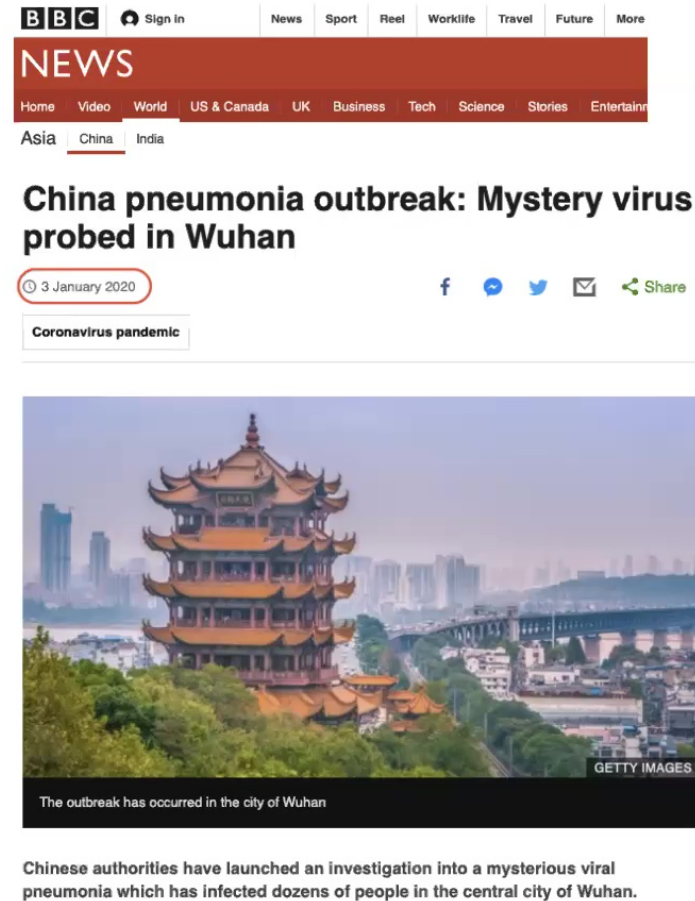 BBC Sign in News Sport Reel Worklife Travel Future More
NEWS
Home Video World US & Canada UK Business Tech Science Stories
Asia China India
China pneumonia outbreak: Mystery virus
probed in Wuhan
3 January 2020 Share
Coronavirus pandemic
GETTY IMAGES
The outbreak has occurred in the city of Wuhan
Chinese authorities have launched an investigation into a mysterious viral
pneumonia which has infected dozens of people in the central city of Wuhan.